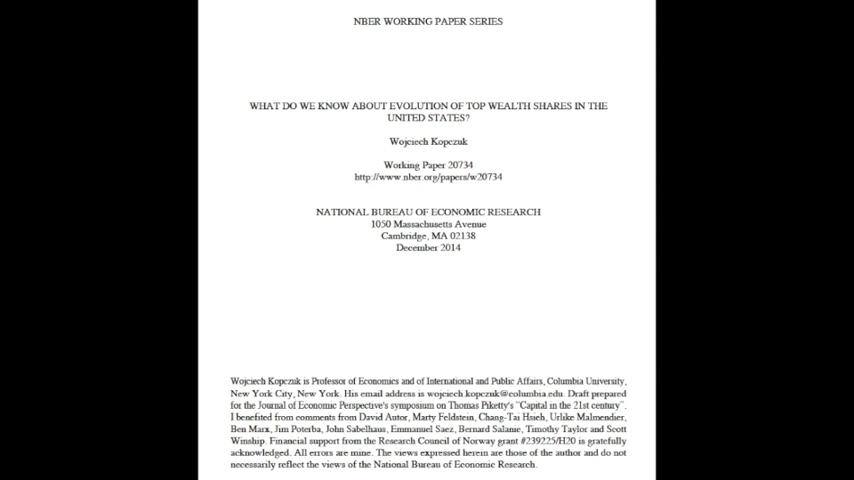 NBER WORKING PAPER SERIES
WHAT DO WE KNOW ABOUT EVOLUTION OF TOP WEALTH SHARES IN THE
UNITED STATES?
Wojciech Kopczuk
Working Paper 20734
http://www.nber.org/papers/w20734
NATIONAL BUREAU OF ECONOMIC RESEARCH
1050 Massachusetts Avenue
Cambridge, MA 02138
December 2014
Wojciech Kopczuk is Professor of Economics and of International and Public Affairs, Columbia University,
New York City, New York. His email address is wojciech.kopczuk@columbia.edu. Draft prepared
for the Journal of Economic Perspective's symposium on Thomas Piketty's "Capital in the 21st century".
I benefited from comments from David Autor, Marty Feldstein, Chang-Tai Hsieh, Urlike Malmendier,
Ben Marx, Jim Poterba, John Sabelhaus, Emmanuel Saez, Bernard Salanie, Timothy Taylor and Scott
Winship. Financial support from the Research Council of Norway grant #239225/H20 is gratefully
acknowledged. All errors are mine. The views expressed herein are those of the author and do not
necessarily reflect the views of the National Bureau of Economic Research.